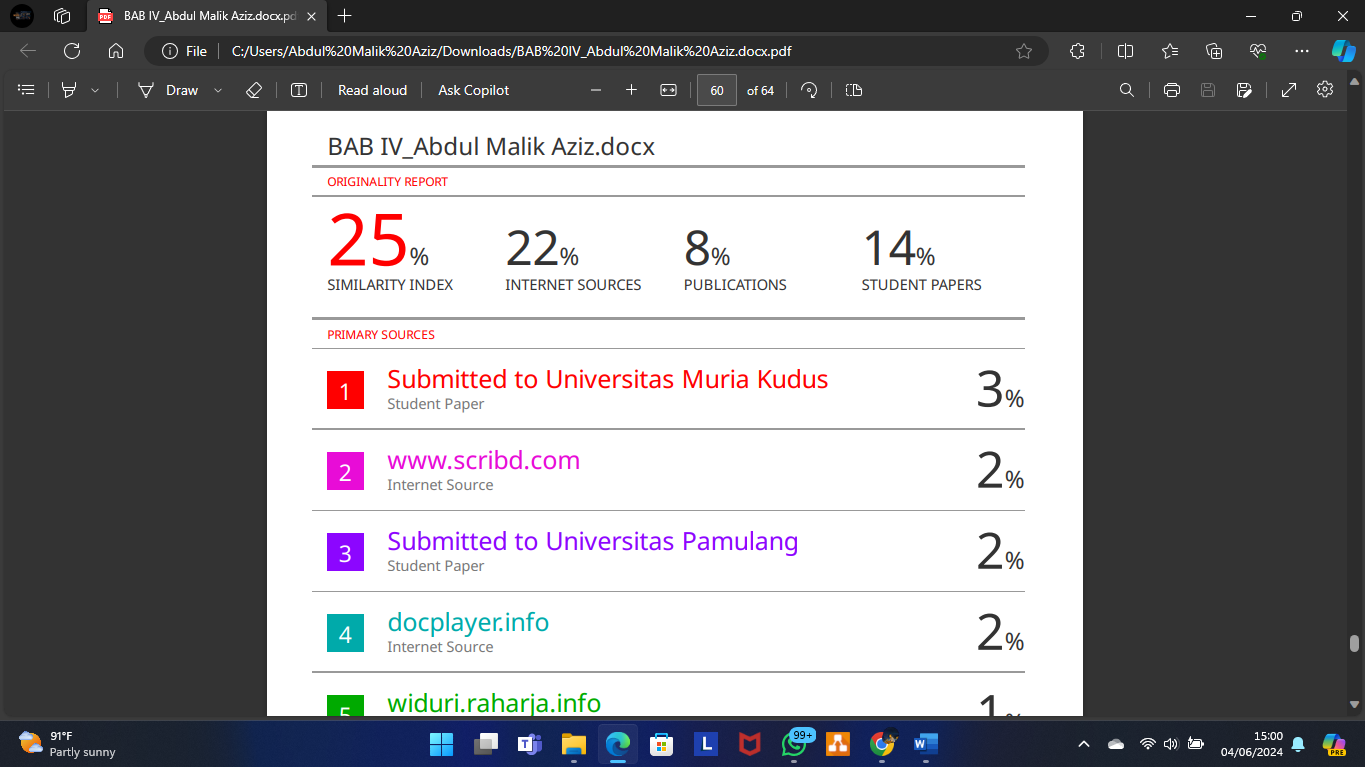 BAB IV_Abdul Malik Aziz.docx.pd
File
C:/Users/Abdul%20Malik%20Aziz/Downloads/BAB%20IV_Abdul%20Malik%20Aziz.docx.pdf
Draw
Read aloud
Ask Copilot
60 of 64
BAB IV_Abdul Malik Aziz.docx
ORIGINALITY REPORT
25% 22% 8% 14%
SIMILARITY INDEX INTERNET SOURCES PUBLICATIONS STUDENT PAPERS
PRIMARY SOURCES
1 Submitted to Universitas Muria Kudus 3%
Student Paper
2 www.scribd.com 2%
Internet Source
3 Submitted to Universitas Pamulang 2%
Student Paper
4 docplayer.info 2%
Internet Source
5 widuri.raharja.info 1%
91°F
Partly sunny
99+
15:00
04/06/2024
PRE